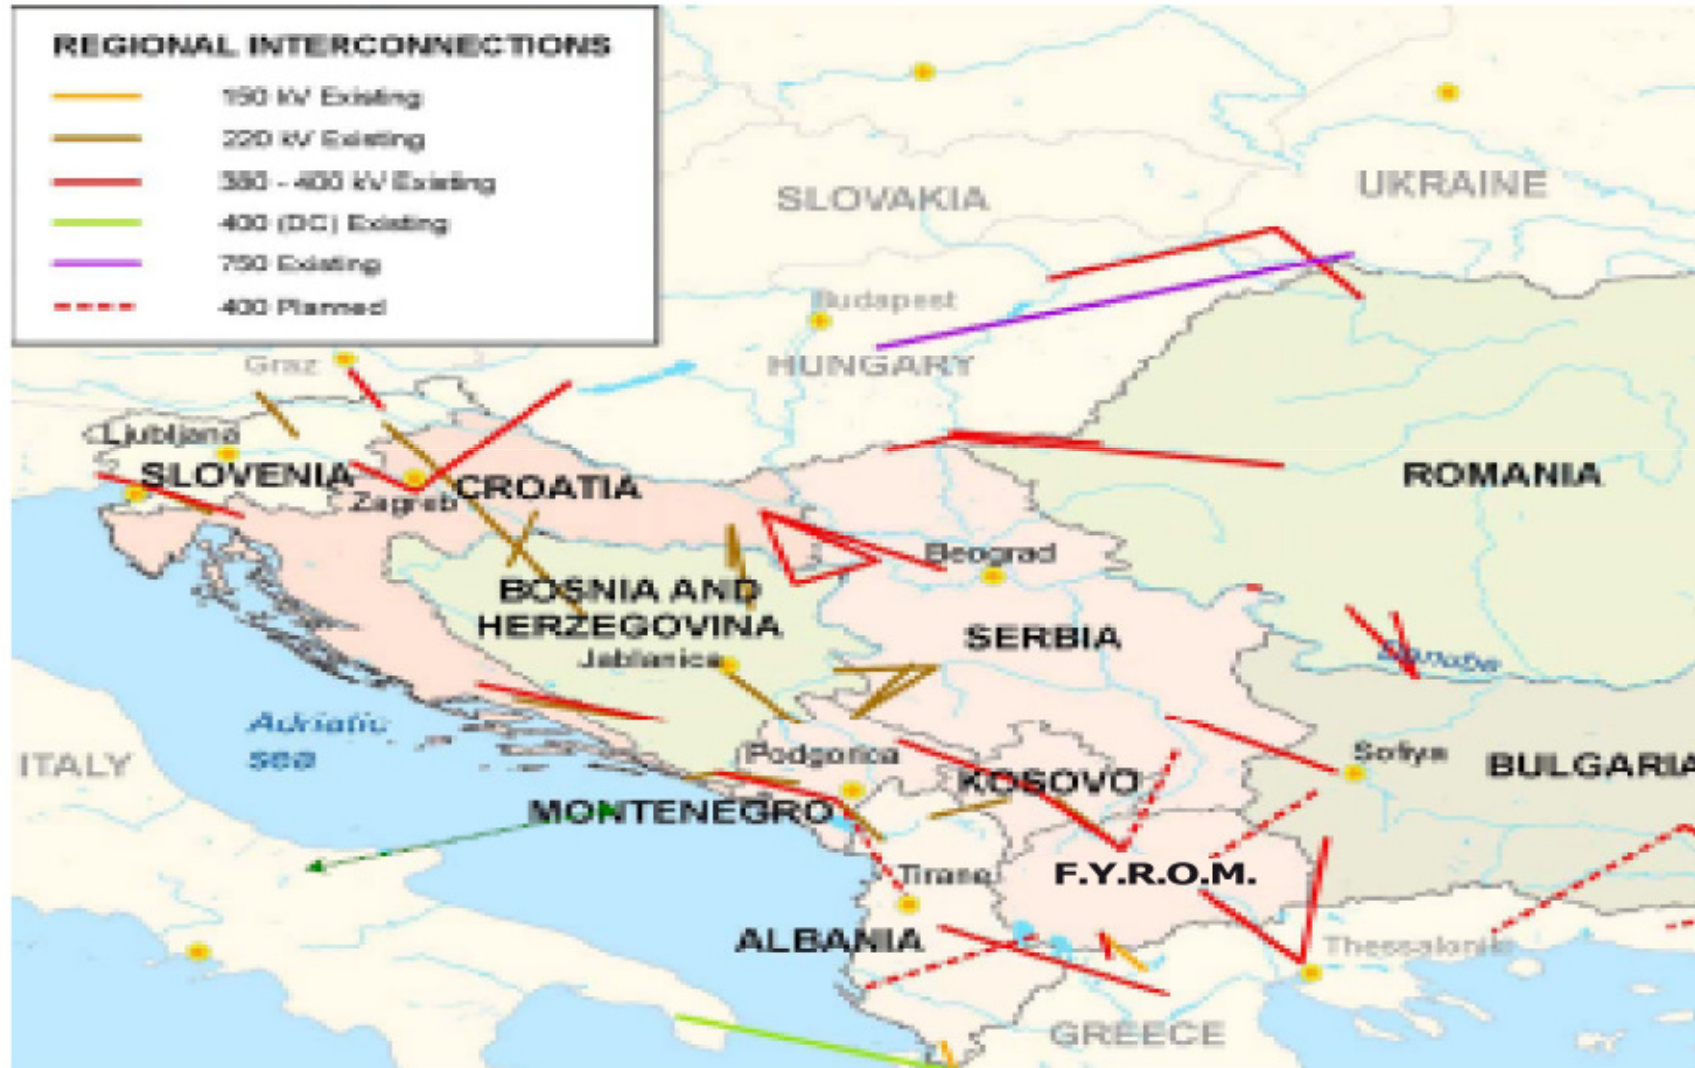 REGIONAL INTERCONNECTIONS
150 kV Existing
220 kV Existing
380 - 400 kV Existing
400 (DC) Existing
750 Existing
400 Planned
SLOVAKIA
UKRAINE
Budapest
HUNGARY
Graz
Ljubljana
SLOVENIA
Zagreb
CROATIA
ROMANIA
Beograd
BOSNIA AND
HERZEGOVINA
Jablanica
SERBIA
Danube
Adriatic
sea
ITALY
Podgorica
KOSOVO
Sofiya
BULGARIA
MONTENEGRO
Tirane
F.Y.R.O.M.
ALBANIA
Thessalonike
GREECE